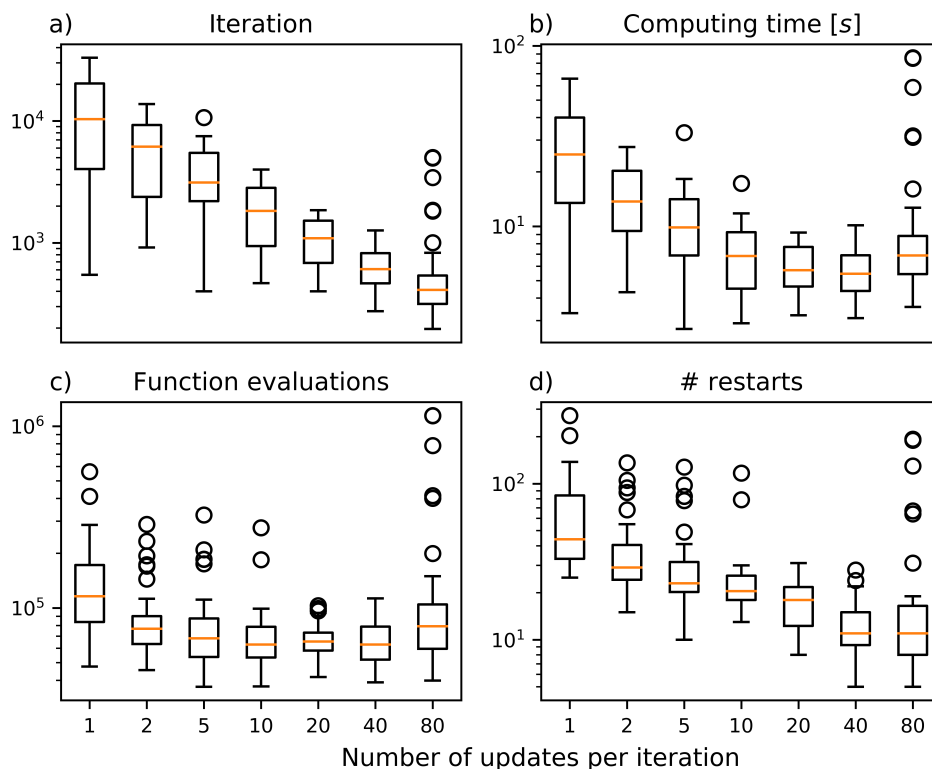 a) Iteration
b) Computing time [s]
10^4
10^3
10^2
10^1
c) Function evaluations
d) # restarts
10^6
10^5
10^2
10^1
1 2 5 10 20 40 80
1 2 5 10 20 40 80
Number of updates per iteration